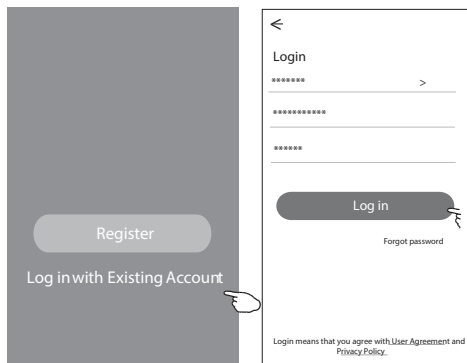 Register
Log in with Existing Account
Login
*******
>
***********
******
Log in
Forgot password
Login means that you agree with User Agreement and
Privacy Policy